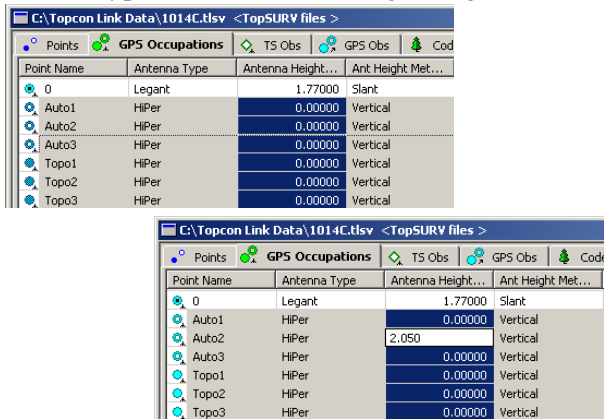 C:\Topcon Link Data\1014C.tlsv <TopSURV files >
Points GPS Occupations TS Obs GPS Obs Cod
Point Name Antenna Type Antenna Height... Ant Height Met...
0 Legant 1.77000 Slant
Auto1 HiPer 0.00000 Vertical
Auto2 HiPer 0.00000 Vertical
Auto3 HiPer 0.00000 Vertical
Topo1 HiPer 0.00000 Vertical
Topo2 HiPer 0.00000 Vertical
Topo3 HiPer 0.00000 Vertical
C:\Topcon Link Data\1014C.tlsv <TopSURV files >
Points GPS Occupations TS Obs GPS Obs Code
Point Name Antenna Type Antenna Height... Ant Height Met...
0 Legant 1.77000 Slant
Auto1 HiPer 0.00000 Vertical
Auto2 HiPer 2.050 Vertical
Auto3 HiPer 0.00000 Vertical
Topo1 HiPer 0.00000 Vertical
Topo2 HiPer 0.00000 Vertical
Topo3 HiPer 0.00000 Vertical